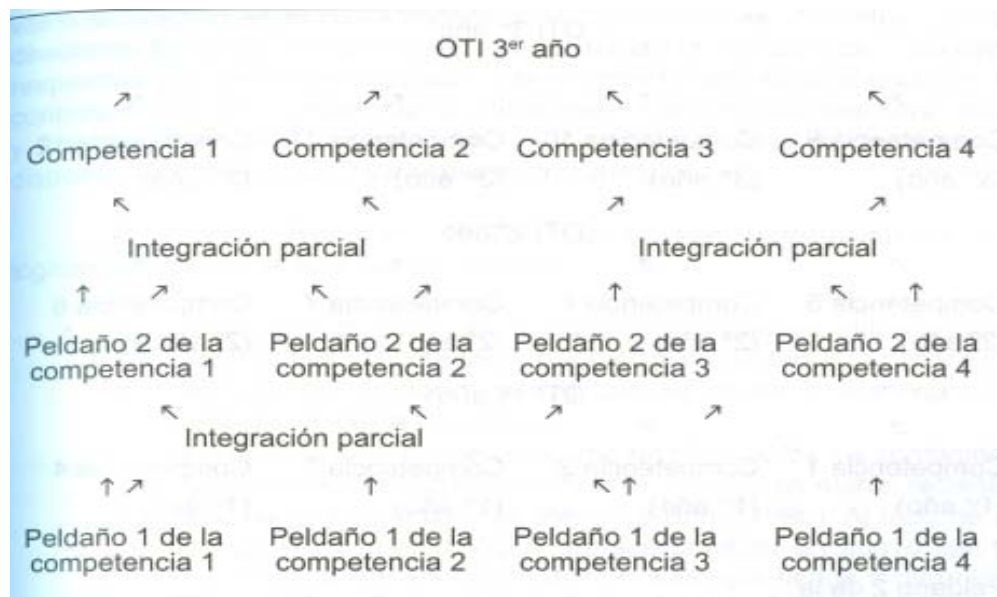 OTI 3er año
Competencia 1 Competencia 2 Competencia 3 Competencia 4
Integración parcial Integración parcial
Peldaño 2 de la Peldaño 2 de la Peldaño 2 de la Peldaño 2 de la
competencia 1 competencia 2 competencia 3 competencia 4
Integración parcial
Peldaño 1 de la Peldaño 1 de la Peldaño 1 de la Peldaño 1 de la
competencia 1 competencia 2 competencia 3 competencia 4